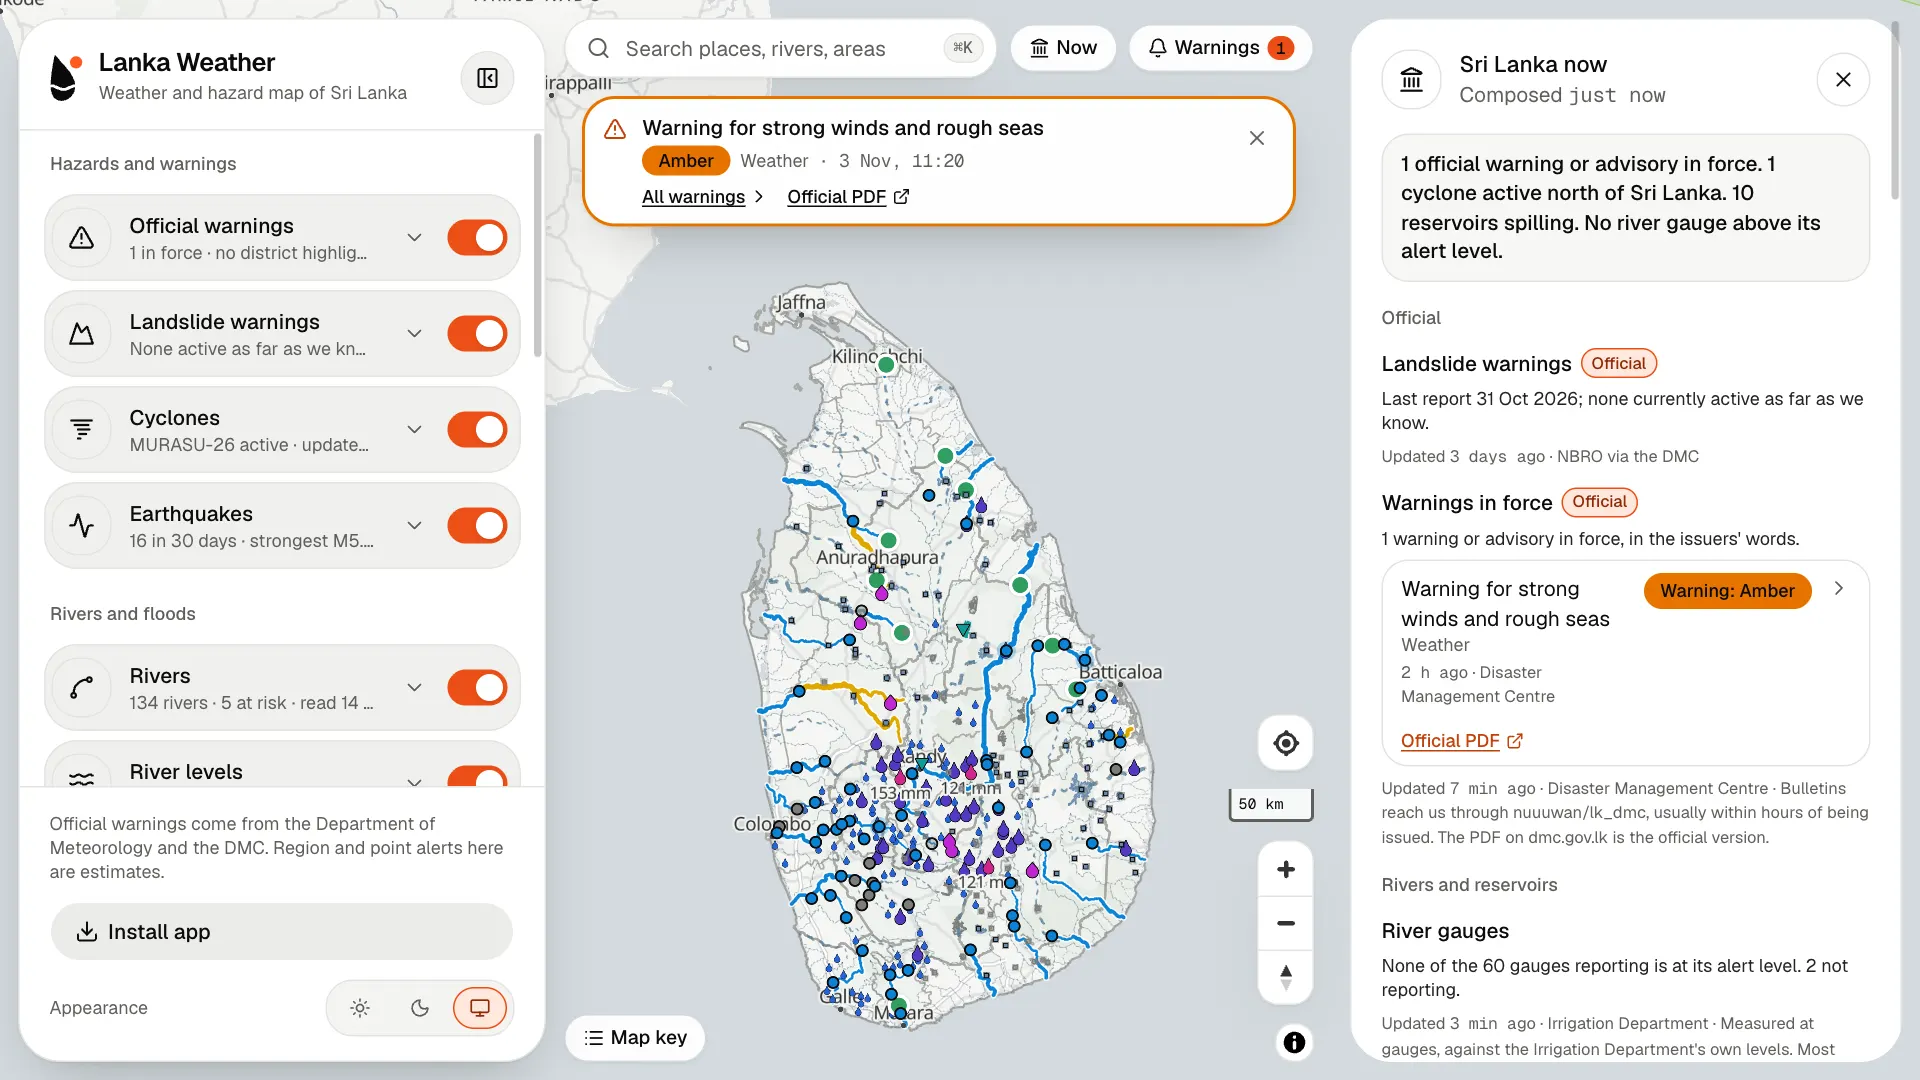 Lanka Weather
Weather and hazard map of Sri Lanka
Hazards and warnings
Official warnings
1 in force · no district highlig...
Landslide warnings
None active as far as we kn...
Cyclones
MURASU-26 active · update...
Earthquakes
16 in 30 days · strongest M5....
Rivers and floods
Rivers
134 rivers · 5 at risk · read 14 ...
River levels
Official warnings come from the Department of
Meteorology and the DMC. Region and point alerts here
are estimates.
Install app
Appearance
Search places, rivers, areas
⌘K
Now
Warnings 1
irappalli
Warning for strong winds and rough seas
Amber Weather · 3 Nov, 11:20
All warnings
Official PDF
Jaffna
Kilinochchi
Anuradhapura
Batticaloa
Kandy
153 mm
121 mm
Colombo
121 m
Galle
Matara
50 km
Map key
Sri Lanka now
Composed just now
1 official warning or advisory in force. 1
cyclone active north of Sri Lanka. 10
reservoirs spilling. No river gauge above its
alert level.
Official
Landslide warnings Official
Last report 31 Oct 2026; none currently active as far as we
know.
Updated 3 days ago · NBRO via the DMC
Warnings in force Official
1 warning or advisory in force, in the issuers' words.
Warning for strong
winds and rough seas
Warning: Amber
Weather
2 h ago · Disaster
Management Centre
Official PDF
Updated 7 min ago · Disaster Management Centre · Bulletins
reach us through nuuuwan/lk_dmc, usually within hours of being
issued. The PDF on dmc.gov.lk is the official version.
Rivers and reservoirs
River gauges
None of the 60 gauges reporting is at its alert level. 2 not
reporting.
Updated 3 min ago · Irrigation Department · Measured at
gauges, against the Irrigation Department's own levels. Most